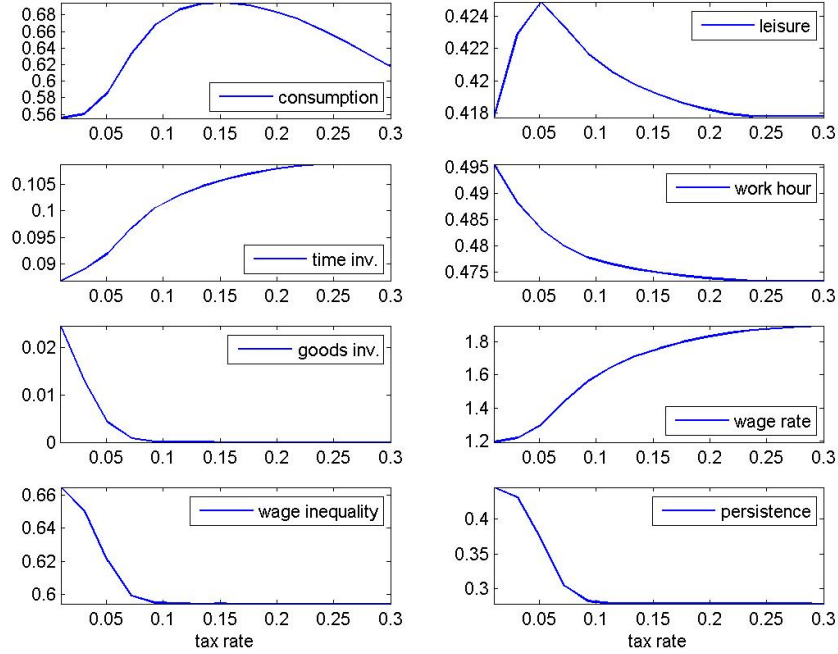 0.68
0.66
0.64
0.62
0.6
0.58
0.56
consumption
0.05 0.1 0.15 0.2 0.25 0.3
0.424
0.422
0.42
0.418
leisure
0.05 0.1 0.15 0.2 0.25 0.3
0.105
0.1
0.095
0.09
time inv.
0.05 0.1 0.15 0.2 0.25 0.3
0.495
0.49
0.485
0.48
0.475
work hour
0.05 0.1 0.15 0.2 0.25 0.3
0.02
0.01
0
goods inv.
0.05 0.1 0.15 0.2 0.25 0.3
1.8
1.6
1.4
1.2
wage rate
0.05 0.1 0.15 0.2 0.25 0.3
0.66
0.64
0.62
0.6
wage inequality
0.05 0.1 0.15 0.2 0.25 0.3
tax rate
0.4
0.35
0.3
persistence
0.05 0.1 0.15 0.2 0.25 0.3
tax rate